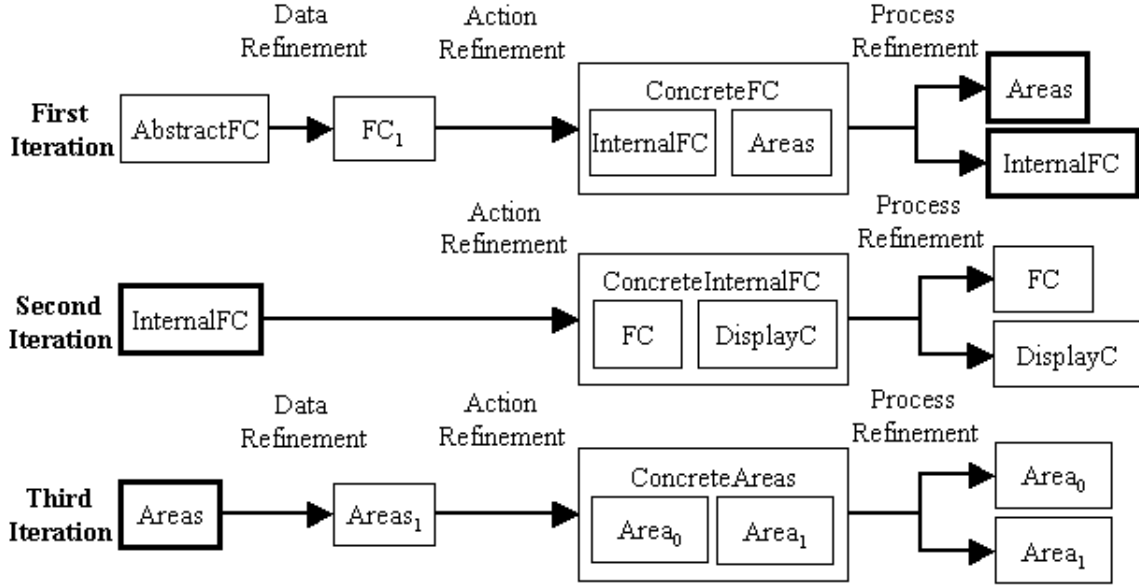 Data Refinement
Action Refinement
Process Refinement
First Iteration
AbstractFC
FC1
ConcreteFC
InternalFC
Areas
Areas
InternalFC
Action Refinement
Process Refinement
Second Iteration
InternalFC
ConcreteInternalFC
FC
DisplayC
FC
DisplayC
Data Refinement
Action Refinement
Process Refinement
Third Iteration
Areas
Areas1
ConcreteAreas
Area0
Area1
Area0
Area1